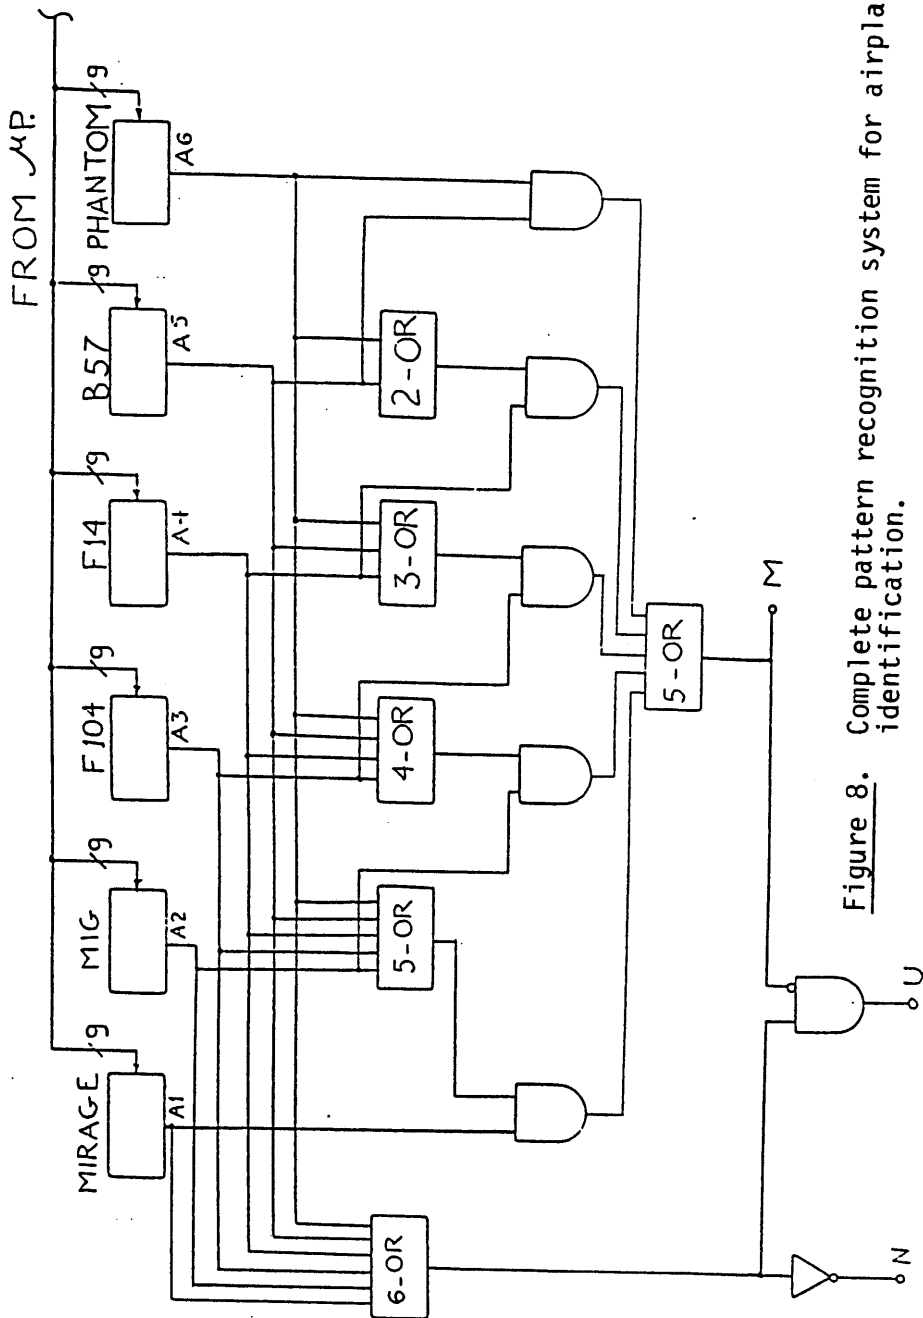 FROM μP.
MIRAGE
MIG
F104
F14
B57
PHANTOM
9
9
9
9
9
9
A1
A2
A3
A4
A5
A6
6-OR
5-OR
4-OR
3-OR
2-OR
5-OR
N
U
M
Figure 8. Complete pattern recognition system for airpla
identification.